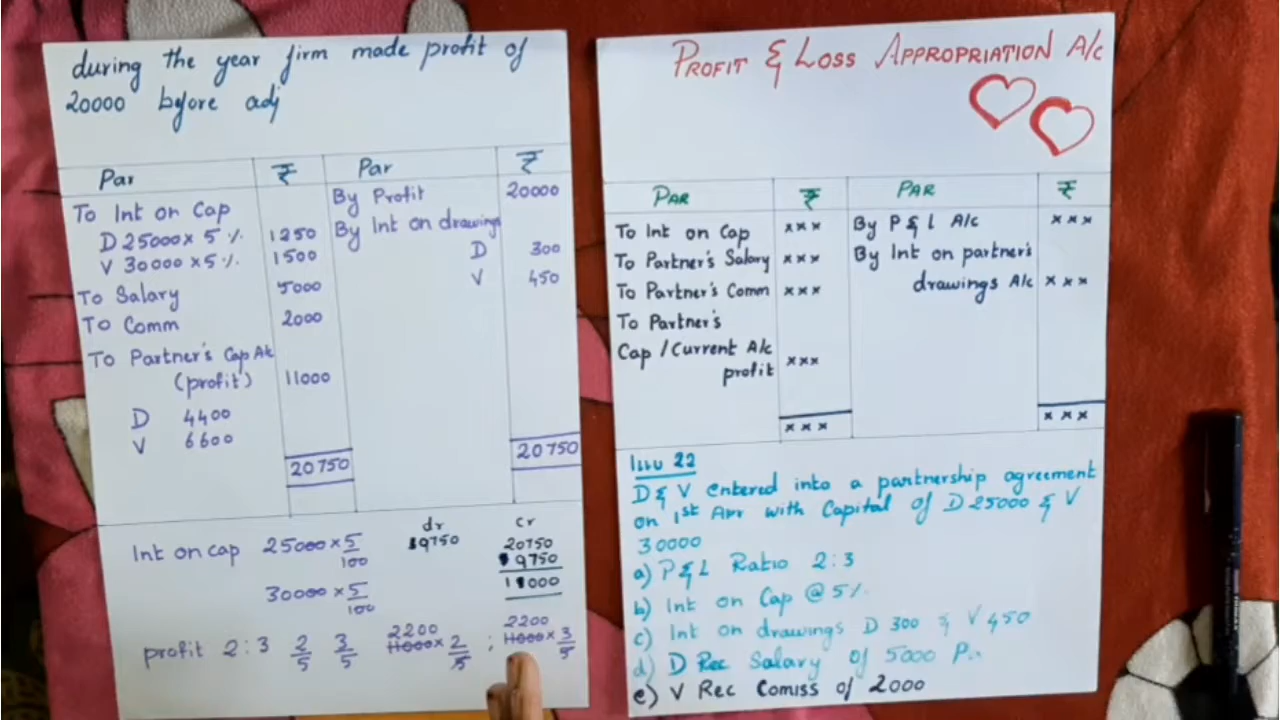 during the year firm made profit of
20000 before adj
Par ₹ Par ₹
To Int on Cap By Profit 20000
D 25000 x 5 % 1250 By Int on drawings
V 30000 x 5 % 1500 D 300
To Salary 5000 V 450
To Comm 2000
To Partner's Cap A/c
(profit) 11000
D 4400
V 6600
20750 20750
dr cr
Int on cap 25000 x 5/100 9750 20750
9750
30000 x 5/100 11000
2200 2200
profit 2:3 2/5 3/5 11000 x 2/5 ; 11000 x 3/5
PROFIT & LOSS APPROPRIATION A/c
PAR ₹ PAR ₹
To Int on Cap xxx By P & L A/c xxx
To Partner's Salary xxx By Int on partner's
To Partner's Comm xxx drawings A/c xxx
To Partner's
Cap / Current A/c
profit xxx
xxx xxx
Illu 22
D & V entered into a partnership agreement
on 1st Apr with Capital of D 25000 & V
30000
a) P & L Ratio 2:3
b) Int on Cap @ 5%
c) Int on drawings D 300 & V 450
d) D Rec Salary of 5000
e) V Rec Comiss of 2000